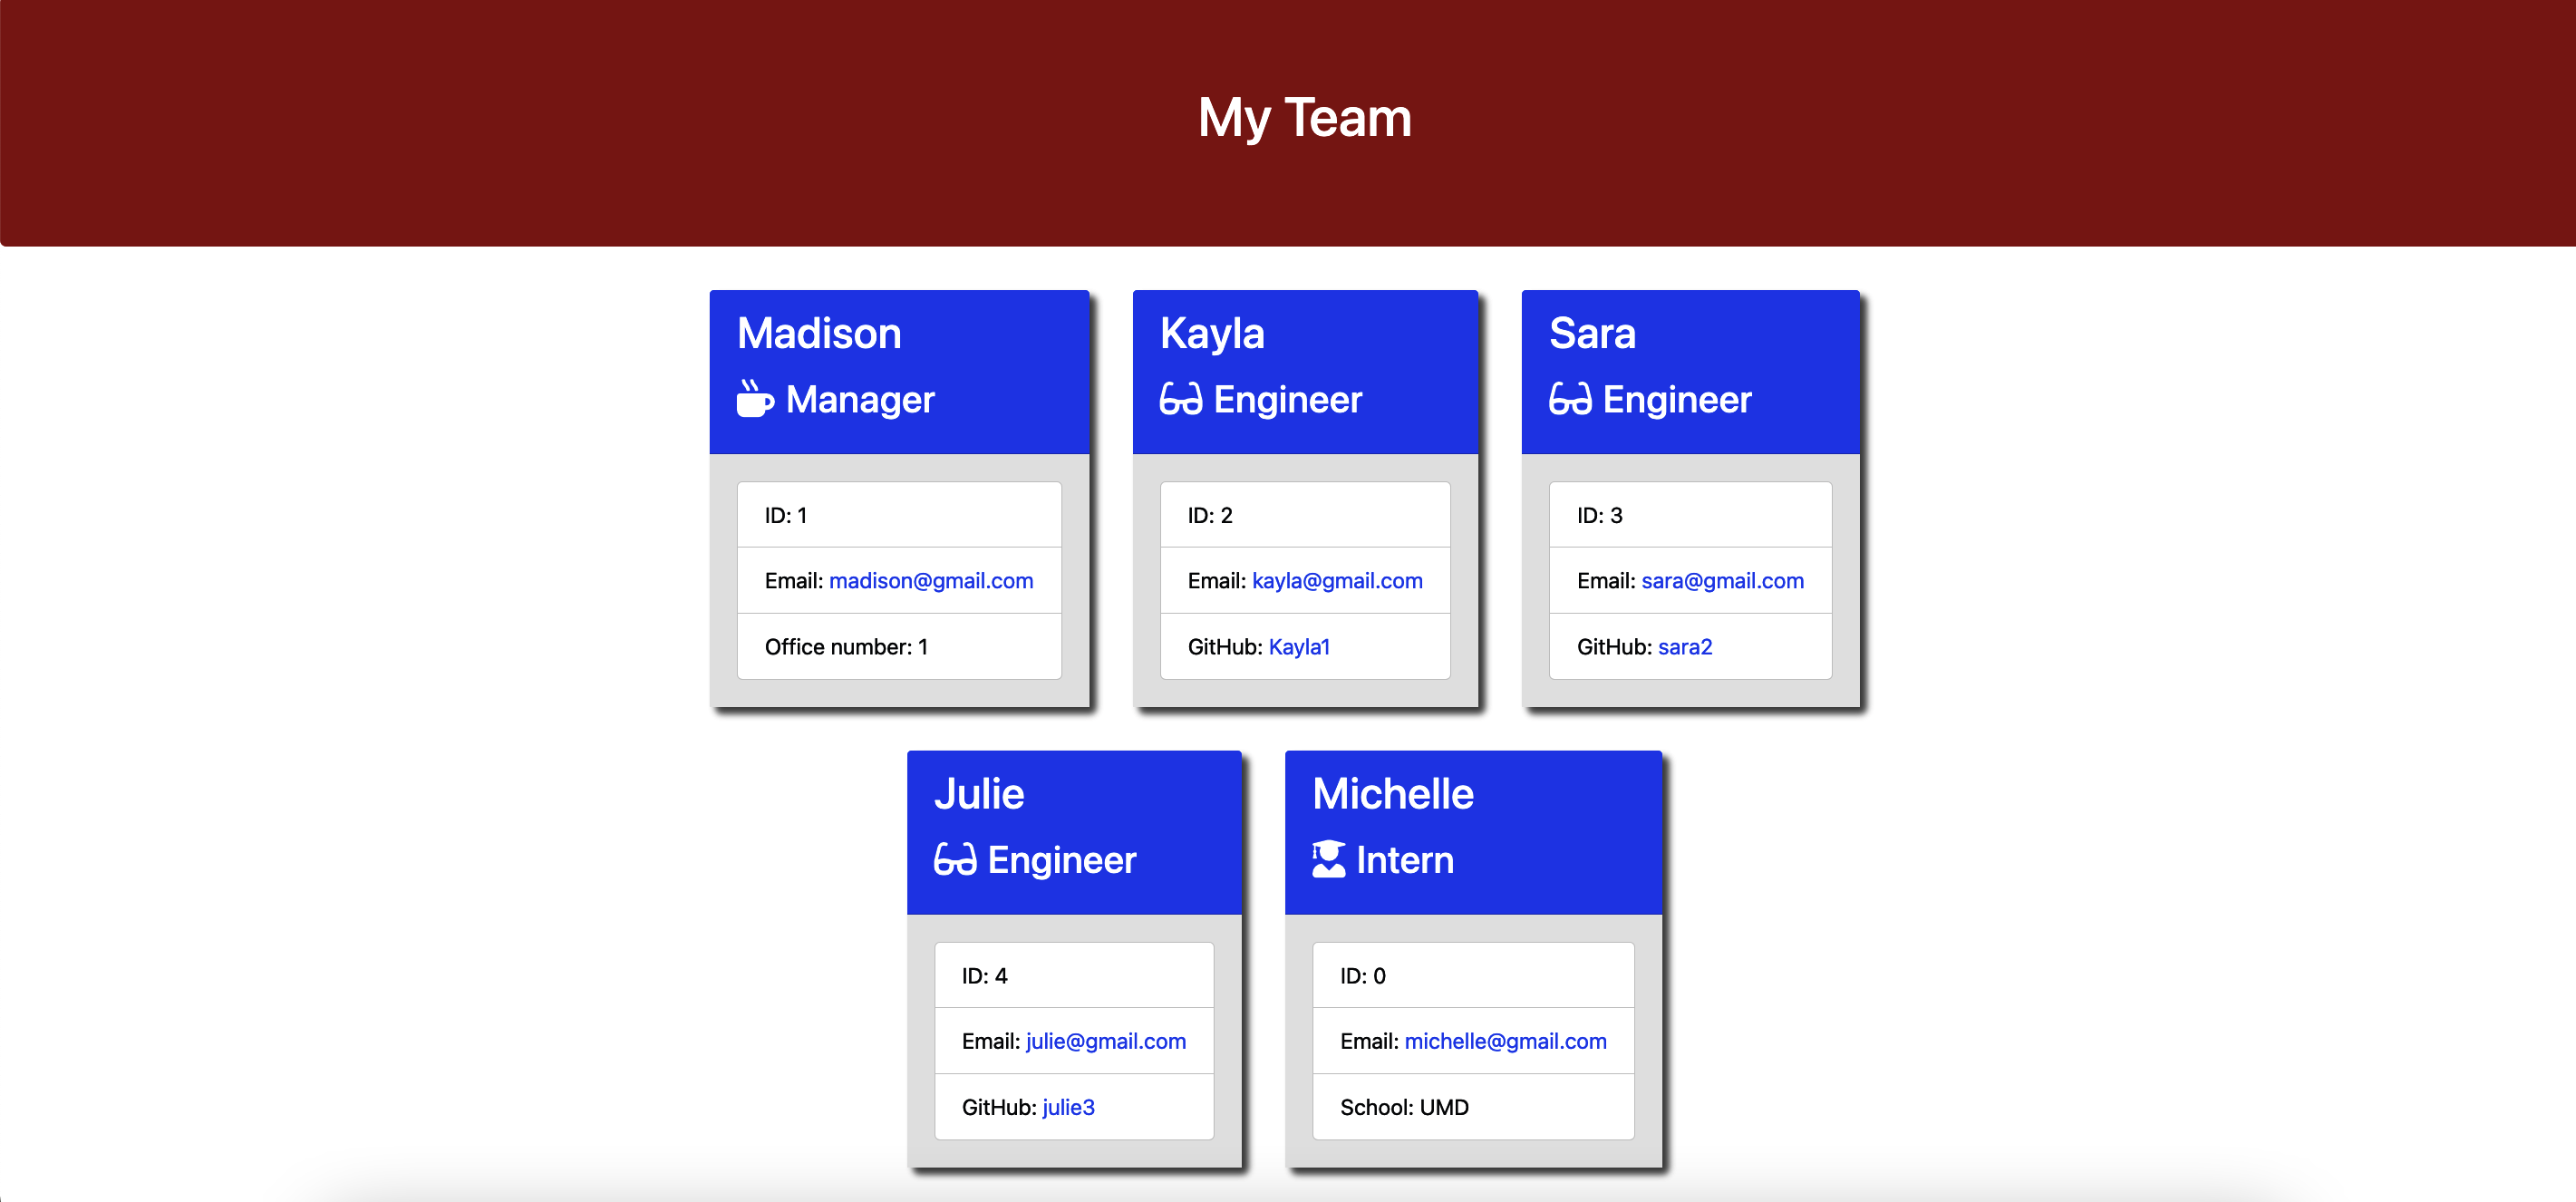 My Team
Madison
Manager
ID: 1
Email: madison@gmail.com
Office number: 1
Kayla
Engineer
ID: 2
Email: kayla@gmail.com
GitHub: Kayla1
Sara
Engineer
ID: 3
Email: sara@gmail.com
GitHub: sara2
Julie
Engineer
ID: 4
Email: julie@gmail.com
GitHub: julie3
Michelle
Intern
ID: 0
Email: michelle@gmail.com
School: UMD